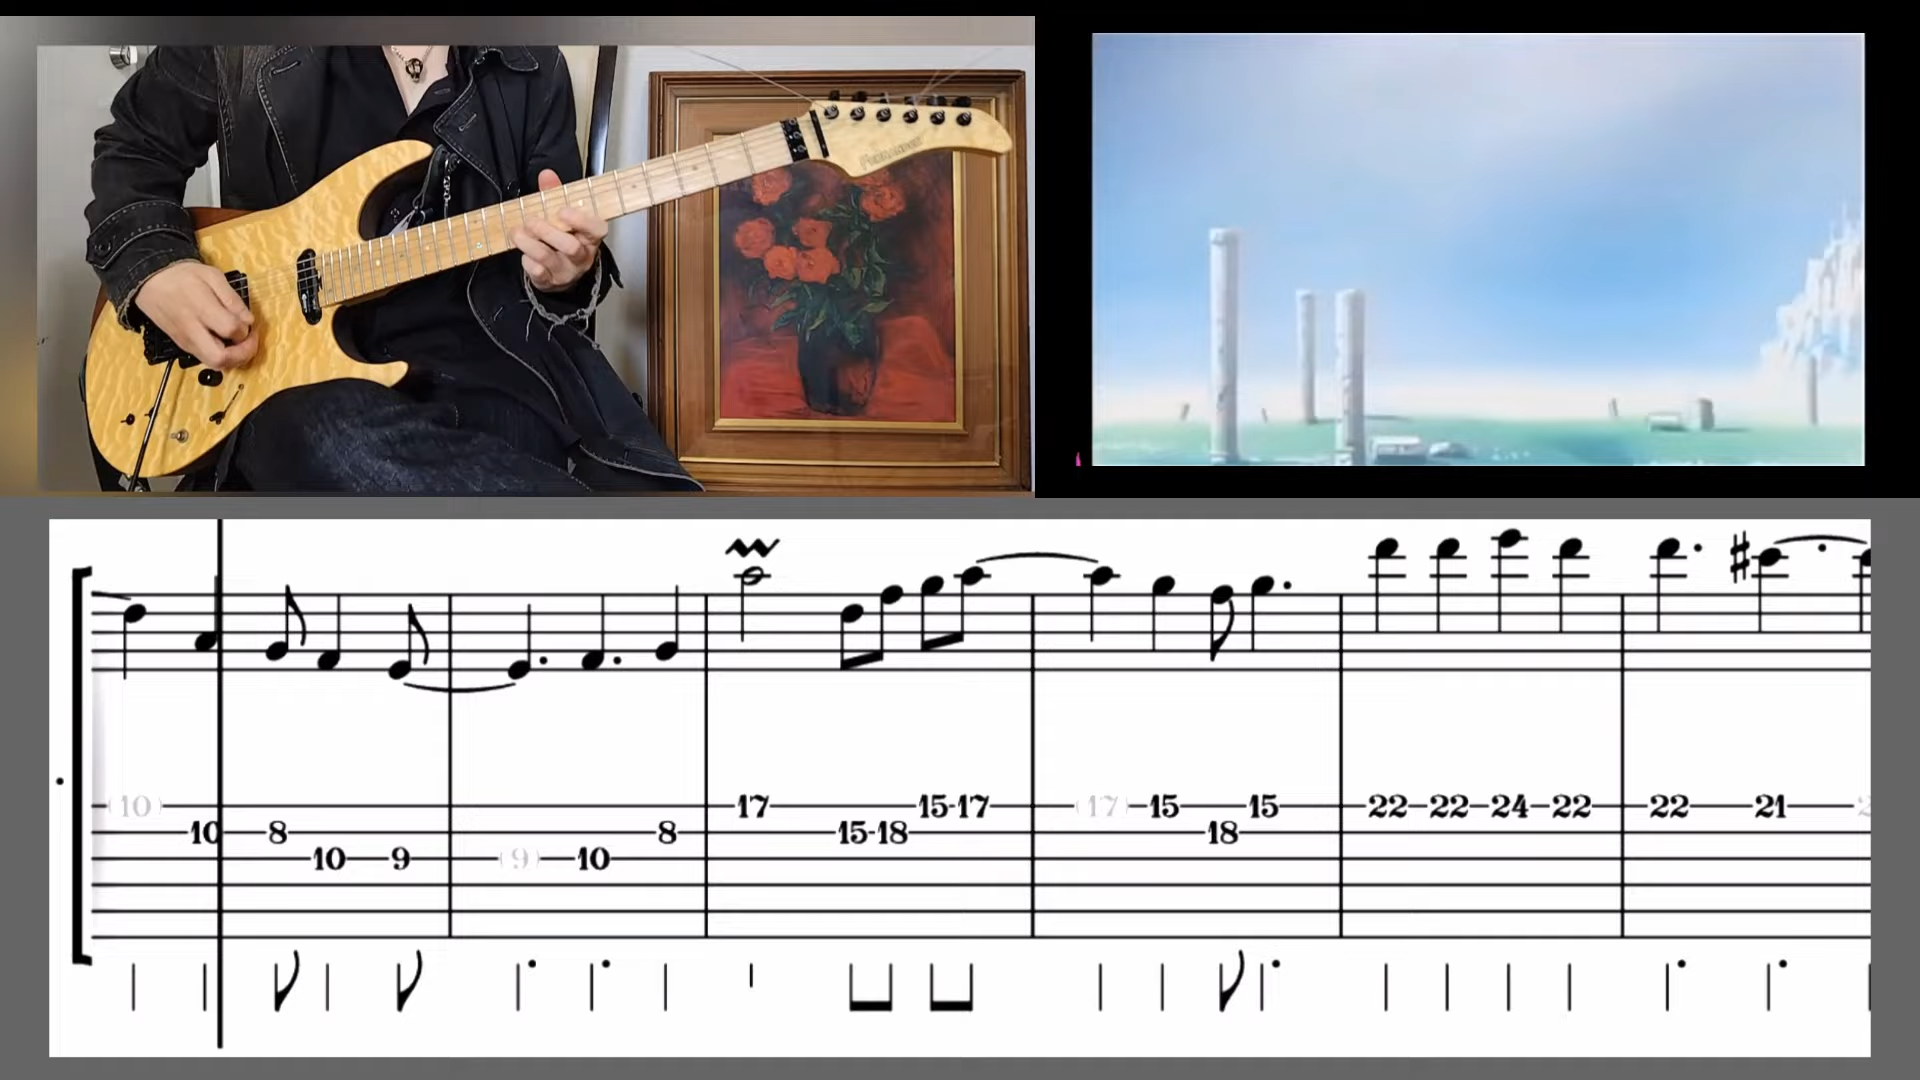 Fernandes
(10) 17 15-17 (17) 15 15 22 22 24 22 22 21
10 8 8 15-18 18
10 9 (9) 10